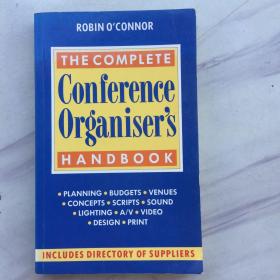 ROBIN O'CONNOR
THE COMPLETE
Conference
Organiser's
HANDBOOK
• PLANNING • BUDGETS • VENUES
• CONCEPTS • SCRIPTS • SOUND
• LIGHTING • A/V • VIDEO
• DESIGN • PRINT
INCLUDES DIRECTORY OF SUPPLIERS